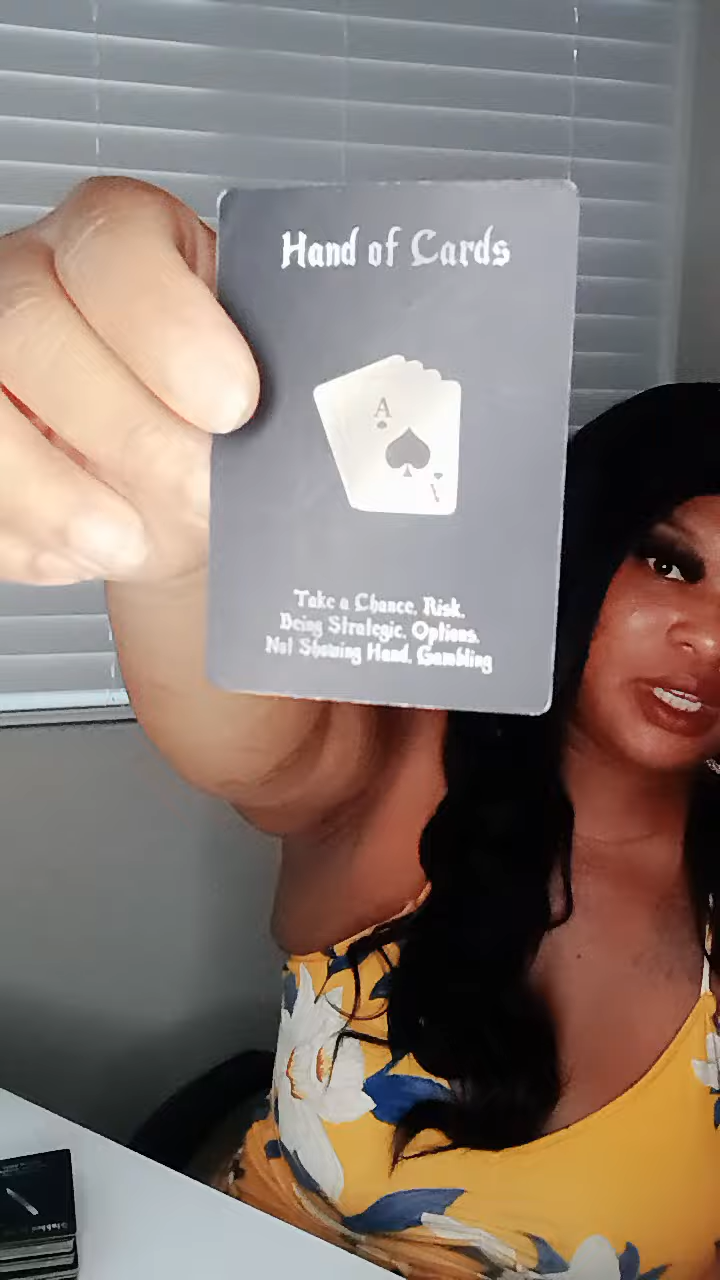 Hand of Cards
A
Take a Chance, Risk,
Being Strategic, Options,
Not Showing Hand, Gambling